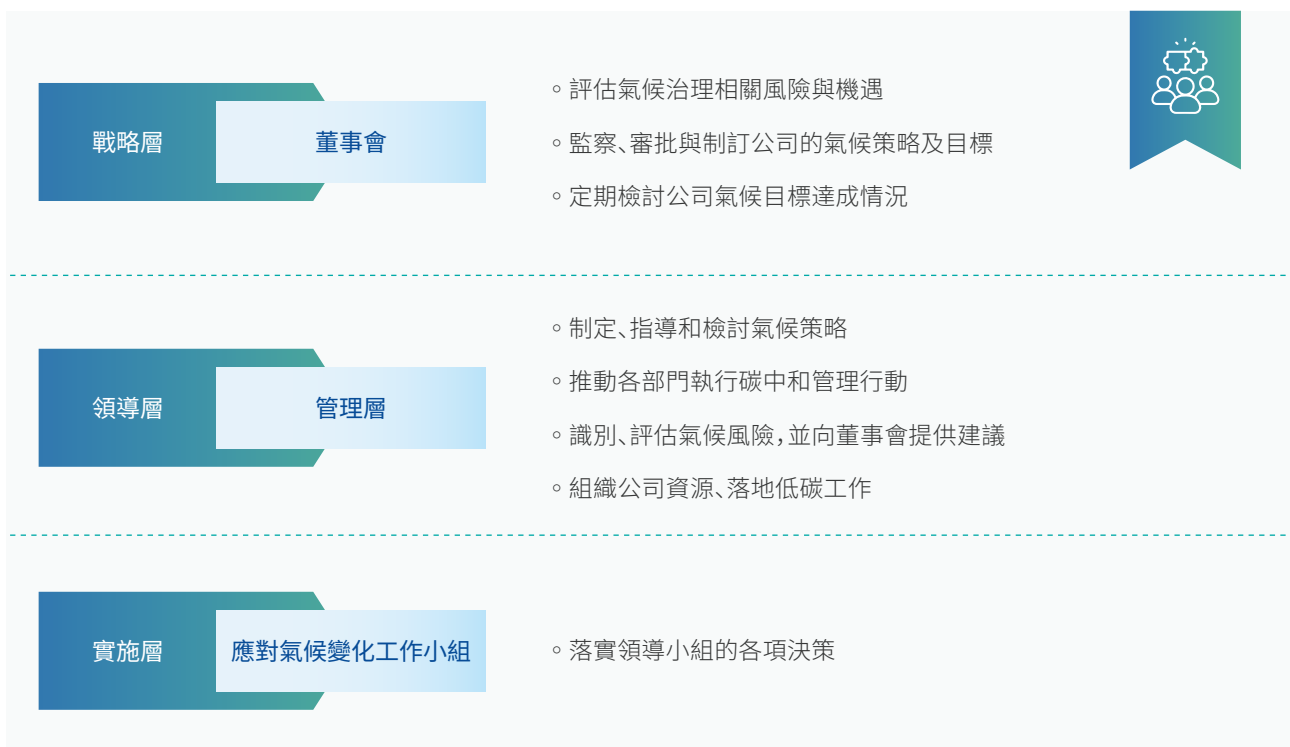 戰略層
董事會
◦評估氣候治理相關風險與機遇
◦監察、審批與制訂公司的氣候策略及目標
◦定期檢討公司氣候目標達成情況
領導層
管理層
◦制定、指導和檢討氣候策略
◦推動各部門執行碳中和管理行動
◦識別、評估氣候風險，並向董事會提供建議
◦組織公司資源、落地低碳工作
實施層
應對氣候變化工作小組
◦落實領導小組的各項決策